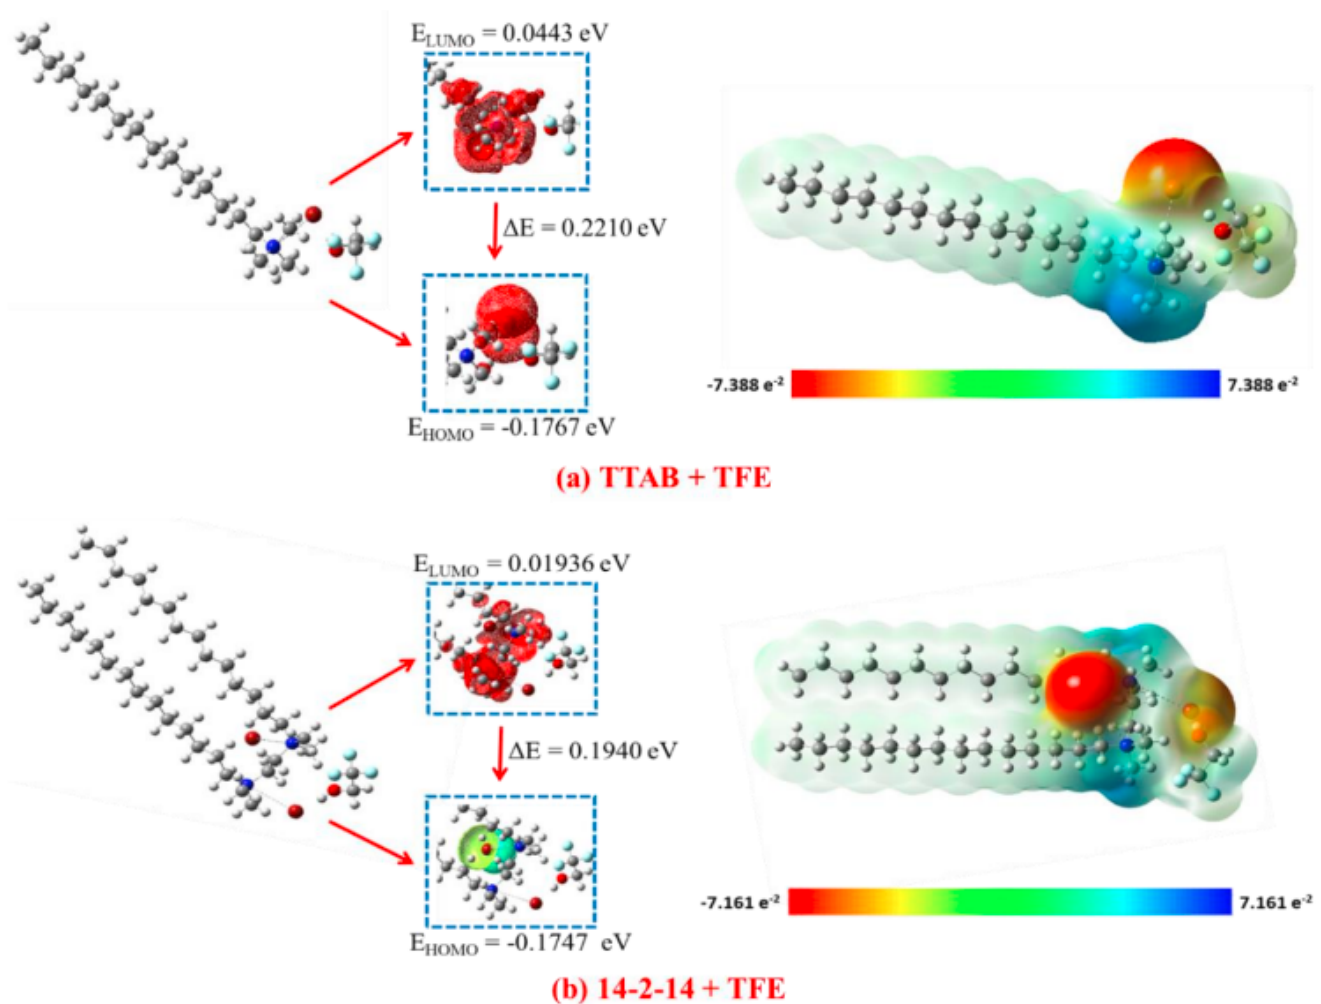 E_LUMO = 0.0443 eV
ΔE = 0.2210 eV
E_HOMO = -0.1767 eV
-7.388 e⁻² 7.388 e⁻²
(a) TTAB + TFE
E_LUMO = 0.01936 eV
ΔE = 0.1940 eV
E_HOMO = -0.1747 eV
-7.161 e⁻² 7.161 e⁻²
(b) 14-2-14 + TFE